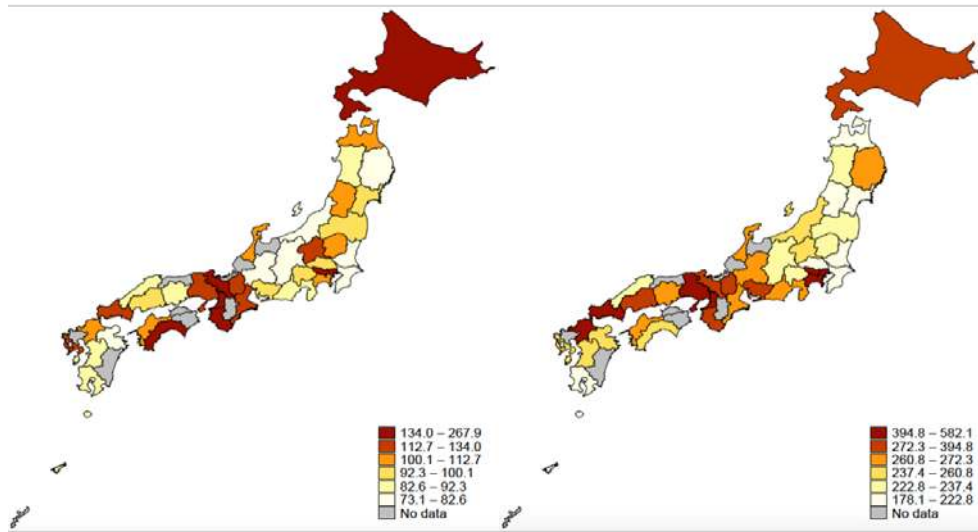 134.0 – 267.9
112.7 – 134.0
100.1 – 112.7
92.3 – 100.1
82.6 – 92.3
73.1 – 82.6
No data
394.8 – 582.1
272.3 – 394.8
260.8 – 272.3
237.4 – 260.8
222.8 – 237.4
178.1 – 222.8
No data